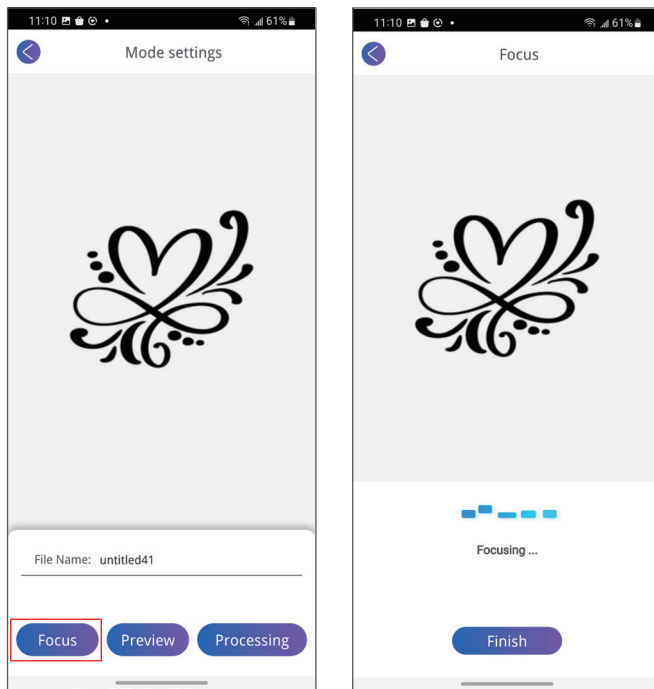 11:10 61%
Mode settings
File Name: untitled41
Focus Preview Processing
11:10 61%
Focus
Focusing ...
Finish